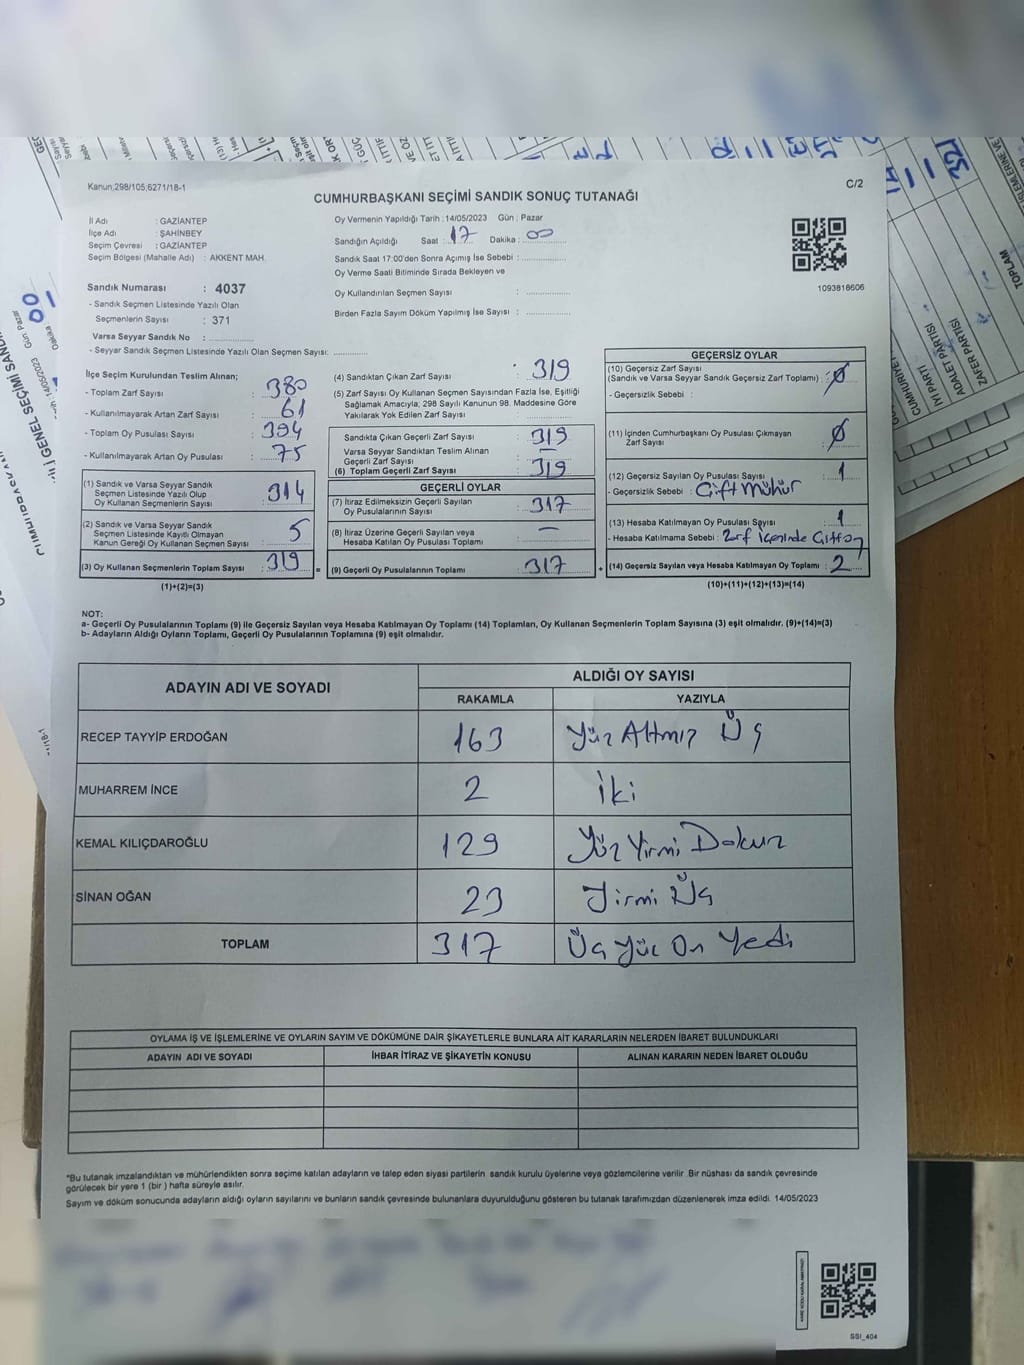 Kanun,298/105,6271/18-1
C/2
CUMHURBAŞKANI SEÇİMİ SANDIK SONUÇ TUTANAĞI
İl Adı : GAZİANTEP
İlçe Adı : ŞAHİNBEY
Seçim Çevresi : GAZİANTEP
Seçim Bölgesi (Mahalle Adı) : AKKENT MAH.
Sandık Numarası : 4037
- Sandık Seçmen Listesinde Yazılı Olan
Seçmenlerin Sayısı : 371
Varsa Seyyar Sandık No : ..............
- Seyyar Sandık Seçmen Listesinde Yazılı Olan Seçmen Sayısı: ............
Oy Vermenin Yapıldığı Tarih : 14/05/2023 Gün : Pazar
Sandığın Açıldığı Saat : 17 Dakika : 00
Sandık Saat 17:00'den Sonra Açımış İse Sebebi : ..............
Oy Verme Saati Bitiminde Sırada Bekleyen ve
Oy Kullandırılan Seçmen Sayısı : ..............
Birden Fazla Sayım Döküm Yapılmış İse Sayısı : ..............
1093818606
İlçe Seçim Kurulundan Teslim Alınan;
- Toplam Zarf Sayısı : 380
- Kullanılmayarak Artan Zarf Sayısı : 61
- Toplam Oy Pusulası Sayısı : 394
- Kullanılmayarak Artan Oy Pusulası : 75
(1) Sandık ve Varsa Seyyar Sandık
Seçmen Listesinde Yazılı Olup
Oy Kullanan Seçmenlerin Sayısı : 314
(2) Sandık ve Varsa Seyyar Sandık
Seçmen Listesinde Kayıtlı Olmayan
Kanun Gereği Oy Kullanan Seçmen Sayısı : 5
(3) Oy Kullanan Seçmenlerin Toplam Sayısı : 319
(1)+(2)=(3)
(4) Sandıktan Çıkan Zarf Sayısı : 319
(5) Zarf Sayısı Oy Kullanan Seçmen Sayısından Fazla İse, Eşitliği
Sağlamak Amacıyla; 298 Sayılı Kanunun 98. Maddesine Göre
Yakılarak Yok Edilen Zarf Sayısı : ..............
Sandıkta Çıkan Geçerli Zarf Sayısı : 319
Varsa Seyyar Sandıktan Teslim Alınan
Geçerli Zarf Sayısı : —
(6) Toplam Geçerli Zarf Sayısı : 319
GEÇERLİ OYLAR
(7) İtiraz Edilmeksizin Geçerli Sayılan
Oy Pusulalarının Sayısı : 317
(8) İtiraz Üzerine Geçerli Sayılan veya
Hesaba Katılan Oy Pusulası Toplamı : —
= (9) Geçerli Oy Pusulalarının Toplamı : 317
GEÇERSİZ OYLAR
(10) Geçersiz Zarf Sayısı
(Sandık ve Varsa Seyyar Sandık Geçersiz Zarf Toplamı) : Ø
- Geçersizlik Sebebi :
(11) İçinden Cumhurbaşkanı Oy Pusulası Çıkmayan
Zarf Sayısı : Ø
(12) Geçersiz Sayılan Oy Pusulası Sayısı : 1
- Geçersizlik Sebebi : Çift Mühür
(13) Hesaba Katılmayan Oy Pusulası Sayısı : 1
- Hesaba Katılmama Sebebi : Zarf İçerinde Çift oy
+ (14) Geçersiz Sayılan veya Hesaba Katılmayan Oy Toplamı : 2
(10)+(11)+(12)+(13)=(14)
NOT:
a- Geçerli Oy Pusulalarının Toplamı (9) ile Geçersiz Sayılan veya Hesaba Katılmayan Oy Toplamı (14) Toplamları, Oy Kullanan Seçmenlerin Toplam Sayısına (3) eşit olmalıdır. (9)+(14)=(3)
b- Adayların Aldığı Oyların Toplamı, Geçerli Oy Pusulalarının Toplamına (9) eşit olmalıdır.
ADAYIN ADI VE SOYADI
ALDIĞI OY SAYISI
RAKAMLA YAZIYLA
RECEP TAYYİP ERDOĞAN 163 Yüz Altmız Üç
MUHARREM İNCE 2 İki
KEMAL KILIÇDAROĞLU 129 Yüz Yirmi Dokuz
SİNAN OĞAN 23 Yirmi Üç
TOPLAM 317 Üç Yüz On Yedi
OYLAMA İŞ VE İŞLEMLERİNE VE OYLARIN SAYIM VE DÖKÜMÜNE DAİR ŞİKAYETLERLE BUNLARA AİT KARARLARIN NELERDEN İBARET BULUNDUKLARI
ADAYIN ADI VE SOYADI İHBAR İTİRAZ VE ŞİKAYETİN KONUSU ALINAN KARARIN NEDEN İBARET OLDUĞU
*Bu tutanak imzalandıktan ve mühürlendikten sonra seçime katılan adayların ve talep eden siyasi partilerin sandık kurulu üyelerine veya gözlemcilerine verilir. Bir nüshası da sandık çevresinde
görülecek bir yere 1 (bir ) hafta süreyle asılır.
Sayım ve döküm sonucunda adayların aldığı oyların sayılarını ve bunların sandık çevresinde bulunanlara duyurulduğunu gösteren bu tutanak tarafımızdan düzenlenerek imza edildi. 14/05/2023
SSI_404
CUMHURİYET
İYİ PARTİ
ADALET PARTİSİ
ZAFER PARTİSİ
TOPLAM